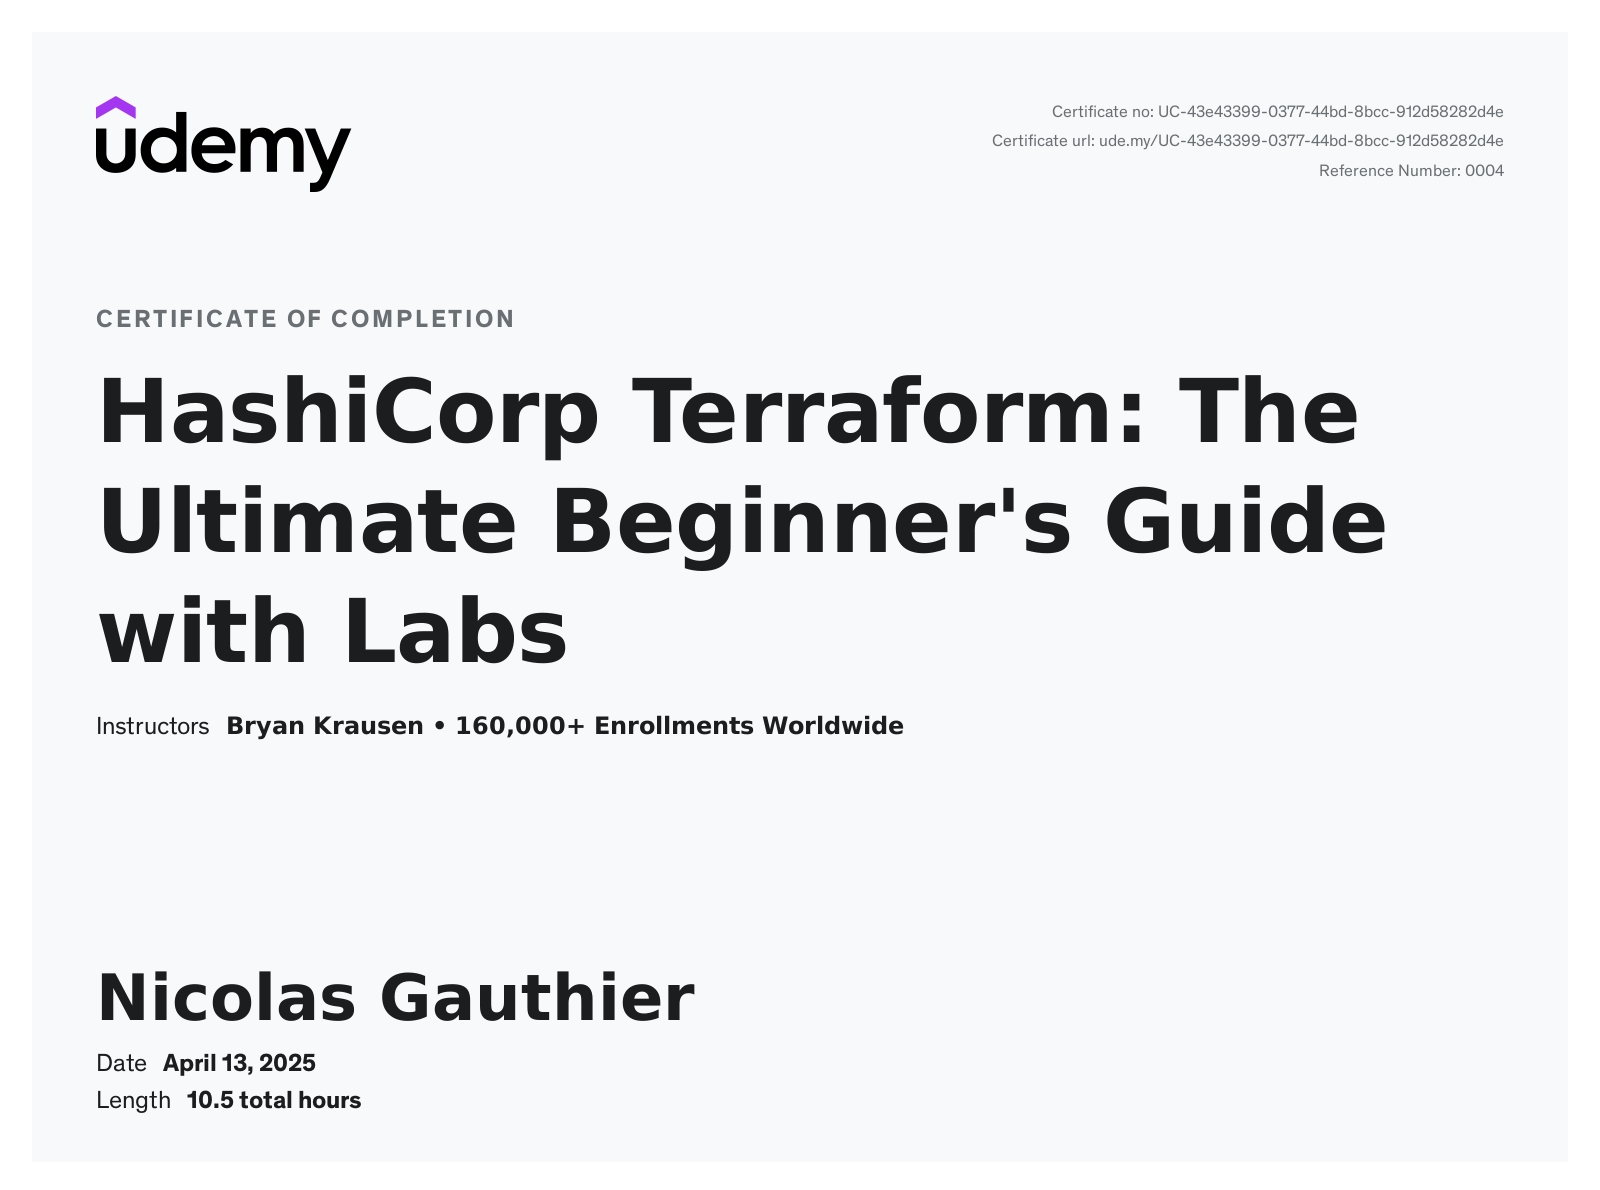 udemy
Certificate no: UC-43e43399-0377-44bd-8bcc-912d58282d4e
Certificate url: ude.my/UC-43e43399-0377-44bd-8bcc-912d58282d4e
Reference Number: 0004
CERTIFICATE OF COMPLETION
HashiCorp Terraform: The
Ultimate Beginner's Guide
with Labs
Instructors Bryan Krausen • 160,000+ Enrollments Worldwide
Nicolas Gauthier
Date April 13, 2025
Length 10.5 total hours